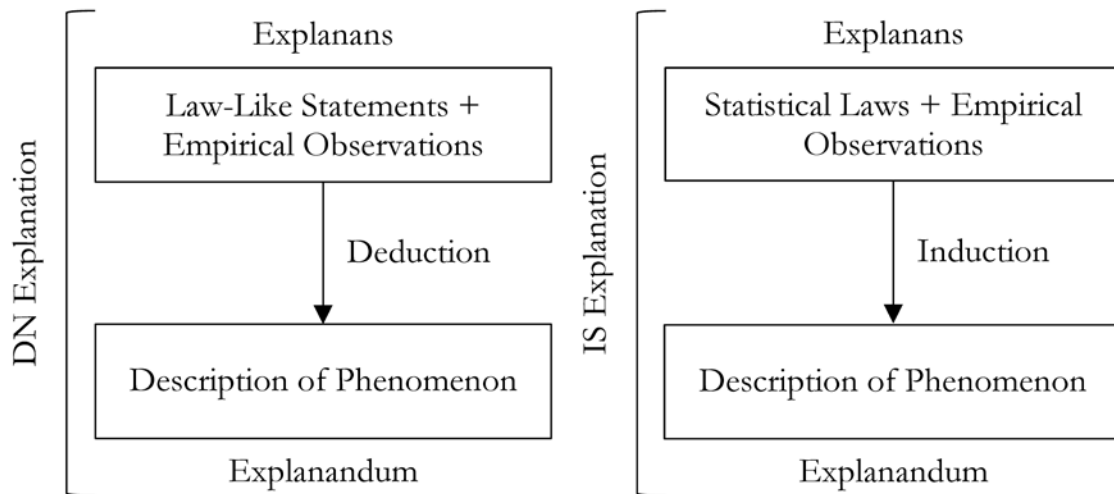 DN Explanation
Explanans
Law-Like Statements +
Empirical Observations
Deduction
Description of Phenomenon
Explanandum
IS Explanation
Explanans
Statistical Laws + Empirical
Observations
Induction
Description of Phenomenon
Explanandum